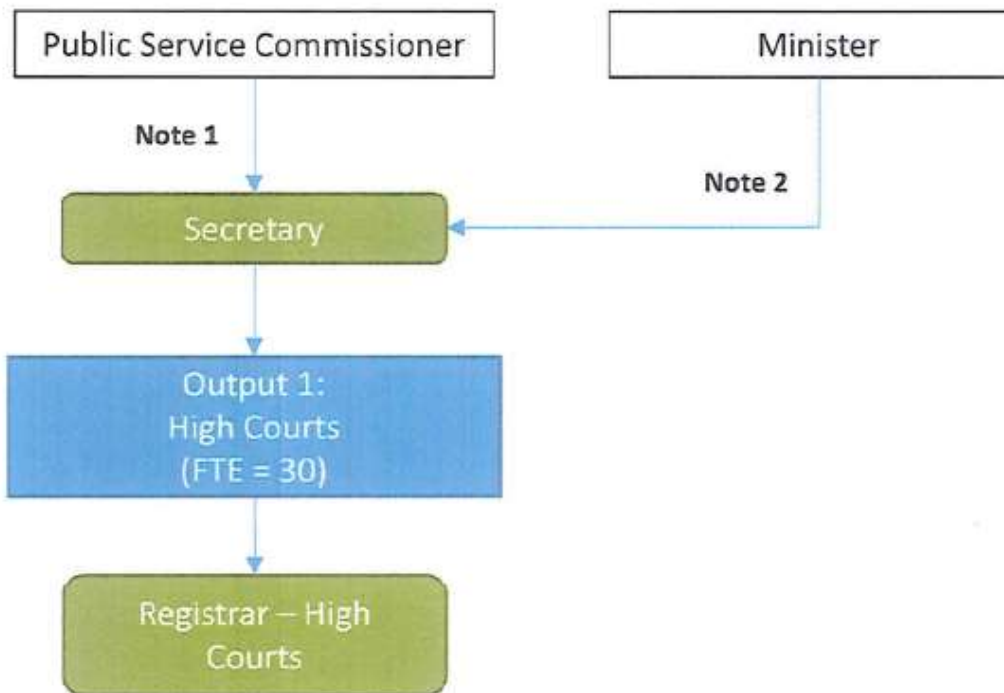 Public Service Commissioner
Minister
Note 1
Note 2
Secretary
Output 1:
High Courts
(FTE = 30)
Registrar – High
Courts